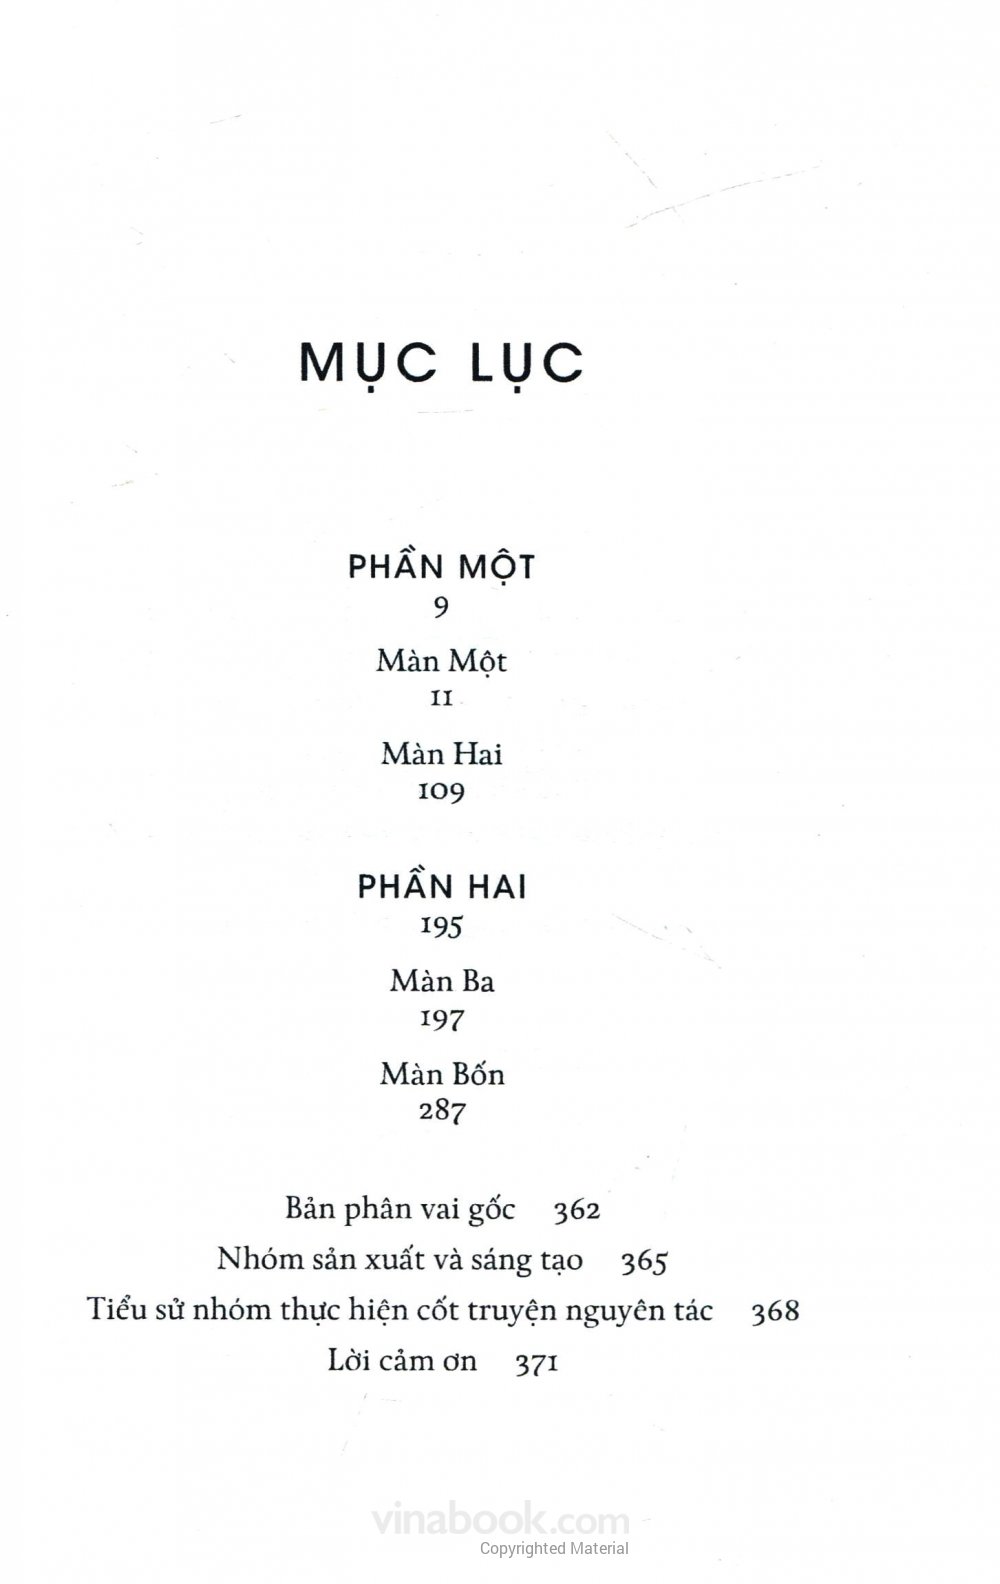 MỤC LỤC
PHẦN MỘT
9
Màn Một
11
Màn Hai
109
PHẦN HAI
195
Màn Ba
197
Màn Bốn
287
Bản phân vai gốc 362
Nhóm sản xuất và sáng tạo 365
Tiểu sử nhóm thực hiện cốt truyện nguyên tác 368
Lời cảm ơn 371
vinabook.com
Copyrighted Material